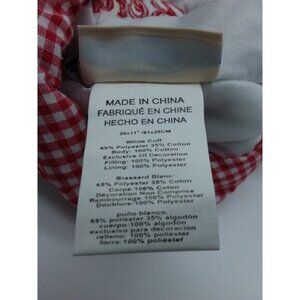 MADE IN CHINA
FABRIQUÉ EN CHINE
HECHO EN CHINA
White Cuff:
65% Polyester 35% Cotton
Body: 100% Cotton
Exclusive Of Decoration
Filling: 100% Polyester
Lining: 100% Polyester
Brassard Blanc:
65% Polyester 35% Coton
Corps: 100% Coton
Décoration Non Comprise
Rembourrage: 100% Polyester
Doublure: 100% Polyester
puño blanco:
65% poliéster 35% algodón
cuerpo 100% algodón
exclusivo para decoración
relleno: 100% poliéster
forro 100% poliéster